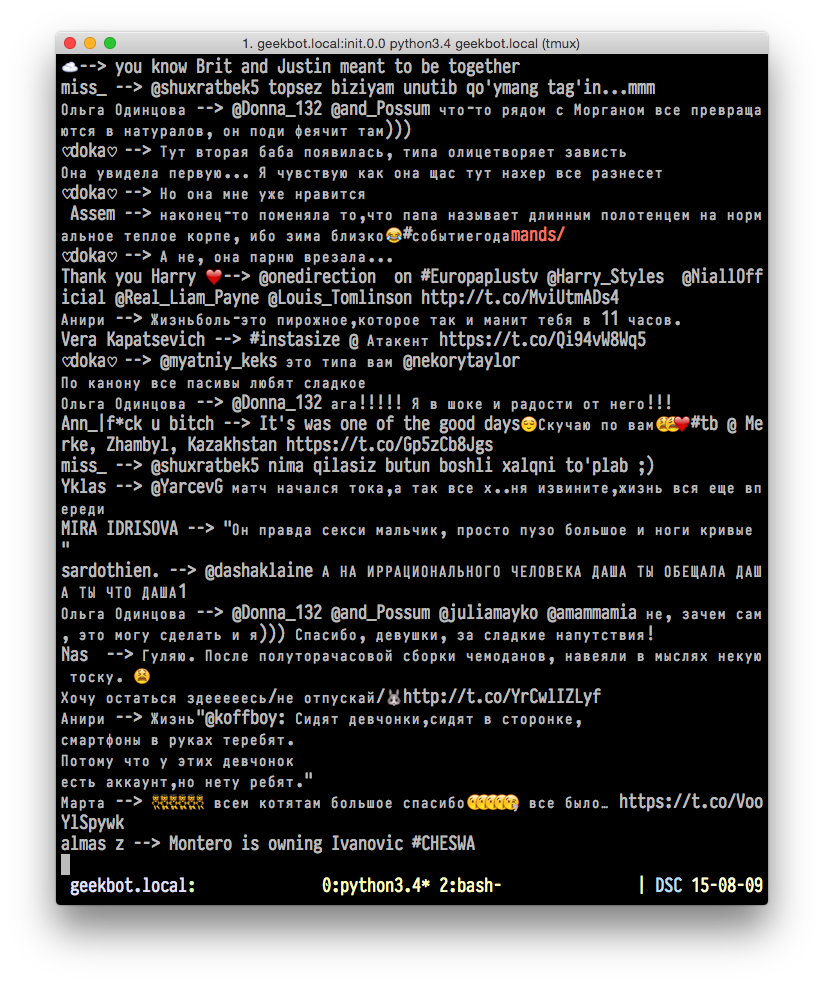 1. geekbot.local:init.0.0 python3.4 geekbot.local (tmux)
☁--> you know Brit and Justin meant to be together
miss_ --> @shuxratbek5 topsez biziyam unutib qo'ymang tag'in...mmm
Ольга Одинцова --> @Donna_132 @and_Possum что-то рядом с Морганом все превраща
ются в натуралов, он поди феячит там)))
♡doka♡ --> Тут вторая баба появилась, типа олицетворяет зависть
Она увидела первую... Я чувствую как она щас тут нахер все разнесет
♡doka♡ --> Но она мне уже нравится
 Assem --> наконец-то поменяла то,что папа называет длинным полотенцем на норм
альное теплое корпе, ибо зима близко😂#событиегодаmands/
♡doka♡ --> А не, она парню врезала...
Thank you Harry ❤--> @onedirection  on #Europaplustv @Harry_Styles  @NiallOff
icial @Real_Liam_Payne @Louis_Tomlinson http://t.co/MviUtmADs4
Анири --> Жизньболь-это пирожное,которое так и манит тебя в 11 часов.
Vera Kapatsevich --> #instasize @ Атакент https://t.co/Qi94vW8Wq5
♡doka♡ --> @myatniy_keks это типа вам @nekorytaylor
По канону все пасивы любят сладкое
Ольга Одинцова --> @Donna_132 ага!!!!! Я в шоке и радости от него!!!
Ann_|f*ck u bitch --> It's was one of the good days😌Скучаю по вам😫😫❤#tb @ Me
rke, Zhambyl, Kazakhstan https://t.co/Gp5zCb8Jgs
miss_ --> @shuxratbek5 nima qilasiz butun boshli xalqni to'plab ;)
Yklas --> @YarcevG матч начался тока,а так все х..ня извините,жизнь вся еще вп
ереди
MIRA IDRISOVA --> "Он правда секси мальчик, просто пузо большое и ноги кривые
"
sardothien. --> @dashaklaine А НА ИРРАЦИОНАЛЬНОГО ЧЕЛОВЕКА ДАША ТЫ ОБЕЩАЛА ДАШ
А ТЫ ЧТО ДАША1
Ольга Одинцова --> @Donna_132 @and_Possum @juliamayko @amammamia не, зачем сам
, это могу сделать и я))) Спасибо, девушки, за сладкие напутствия!
Nas  --> Гуляю. После полуторачасовой сборки чемоданов, навеяли в мыслях некую
 тоску. 😫
Хочу остаться здеееееесь/не отпускай/🐰http://t.co/YrCwlIZLyf
Анири --> Жизнь"@koffboy: Сидят девчонки,сидят в сторонке,
смартфоны в руках теребят.
Потому что у этих девчонок
есть аккаунт,но нету ребят."
Марта --> 👯👯👯👯👯 всем котятам большое спасибо😘😘😘😘😘, все было… https://t.co/Voo
YlSpywk
almas z --> Montero is owning Ivanovic #CHESWA
geekbot.local: 0:python3.4* 2:bash- | DSC 15-08-09